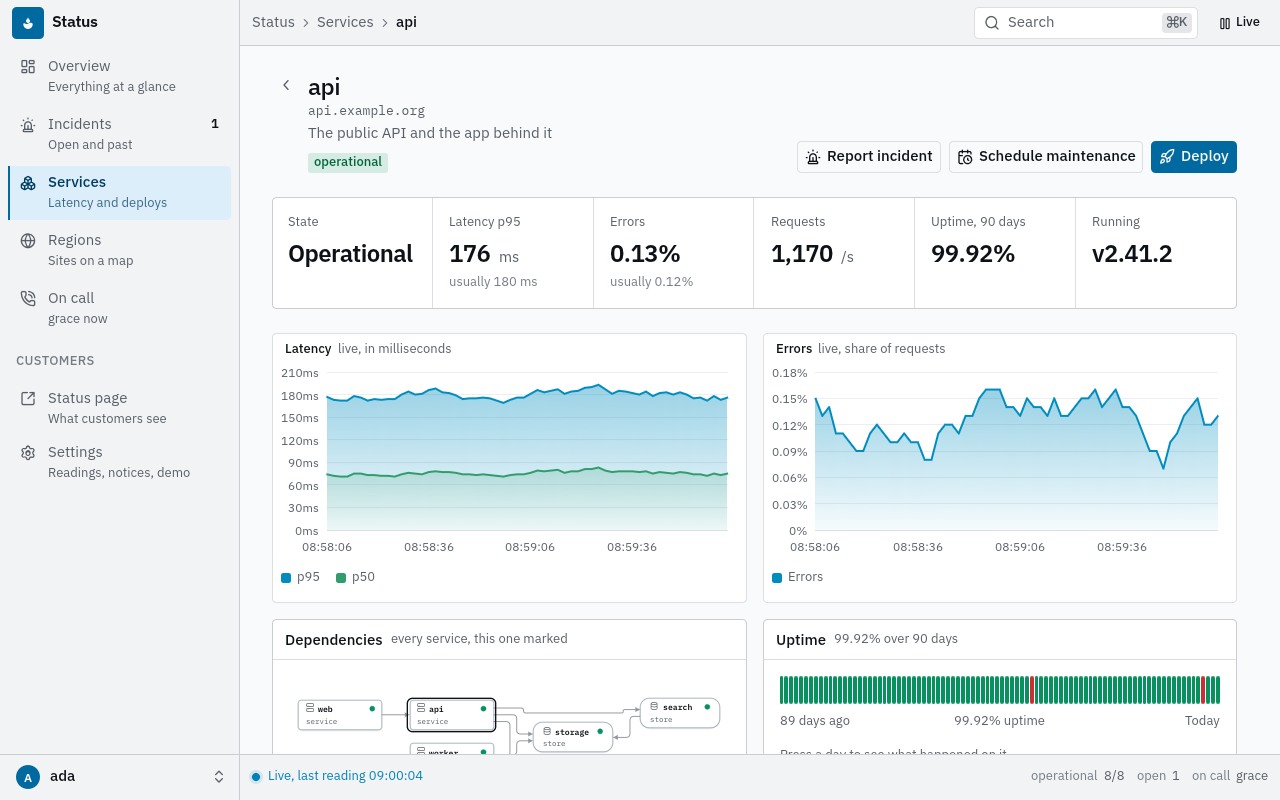 Status
Overview
Everything at a glance
Incidents
1
Open and past
Services
Latency and deploys
Regions
Sites on a map
On call
grace now
CUSTOMERS
Status page
What customers see
Settings
Readings, notices, demo
A ada
Status > Services > api
Search ⌘K
Live
api
api.example.org
The public API and the app behind it
operational
Report incident
Schedule maintenance
Deploy
State
Operational
Latency p95
176 ms
usually 180 ms
Errors
0.13%
usually 0.12%
Requests
1,170 /s
Uptime, 90 days
99.92%
Running
v2.41.2
Latency live, in milliseconds
210ms
180ms
150ms
120ms
90ms
60ms
30ms
0ms
08:58:06 08:58:36 08:59:06 08:59:36
p95 p50
Errors live, share of requests
0.18%
0.15%
0.12%
0.09%
0.06%
0.03%
0%
08:58:06 08:58:36 08:59:06 08:59:36
Errors
Dependencies every service, this one marked
web
service
api
service
worker
storage
store
search
store
Uptime 99.92% over 90 days
89 days ago 99.92% uptime Today
Press a day to see what happened on it
Live, last reading 09:00:04
operational 8/8 open 1 on call grace